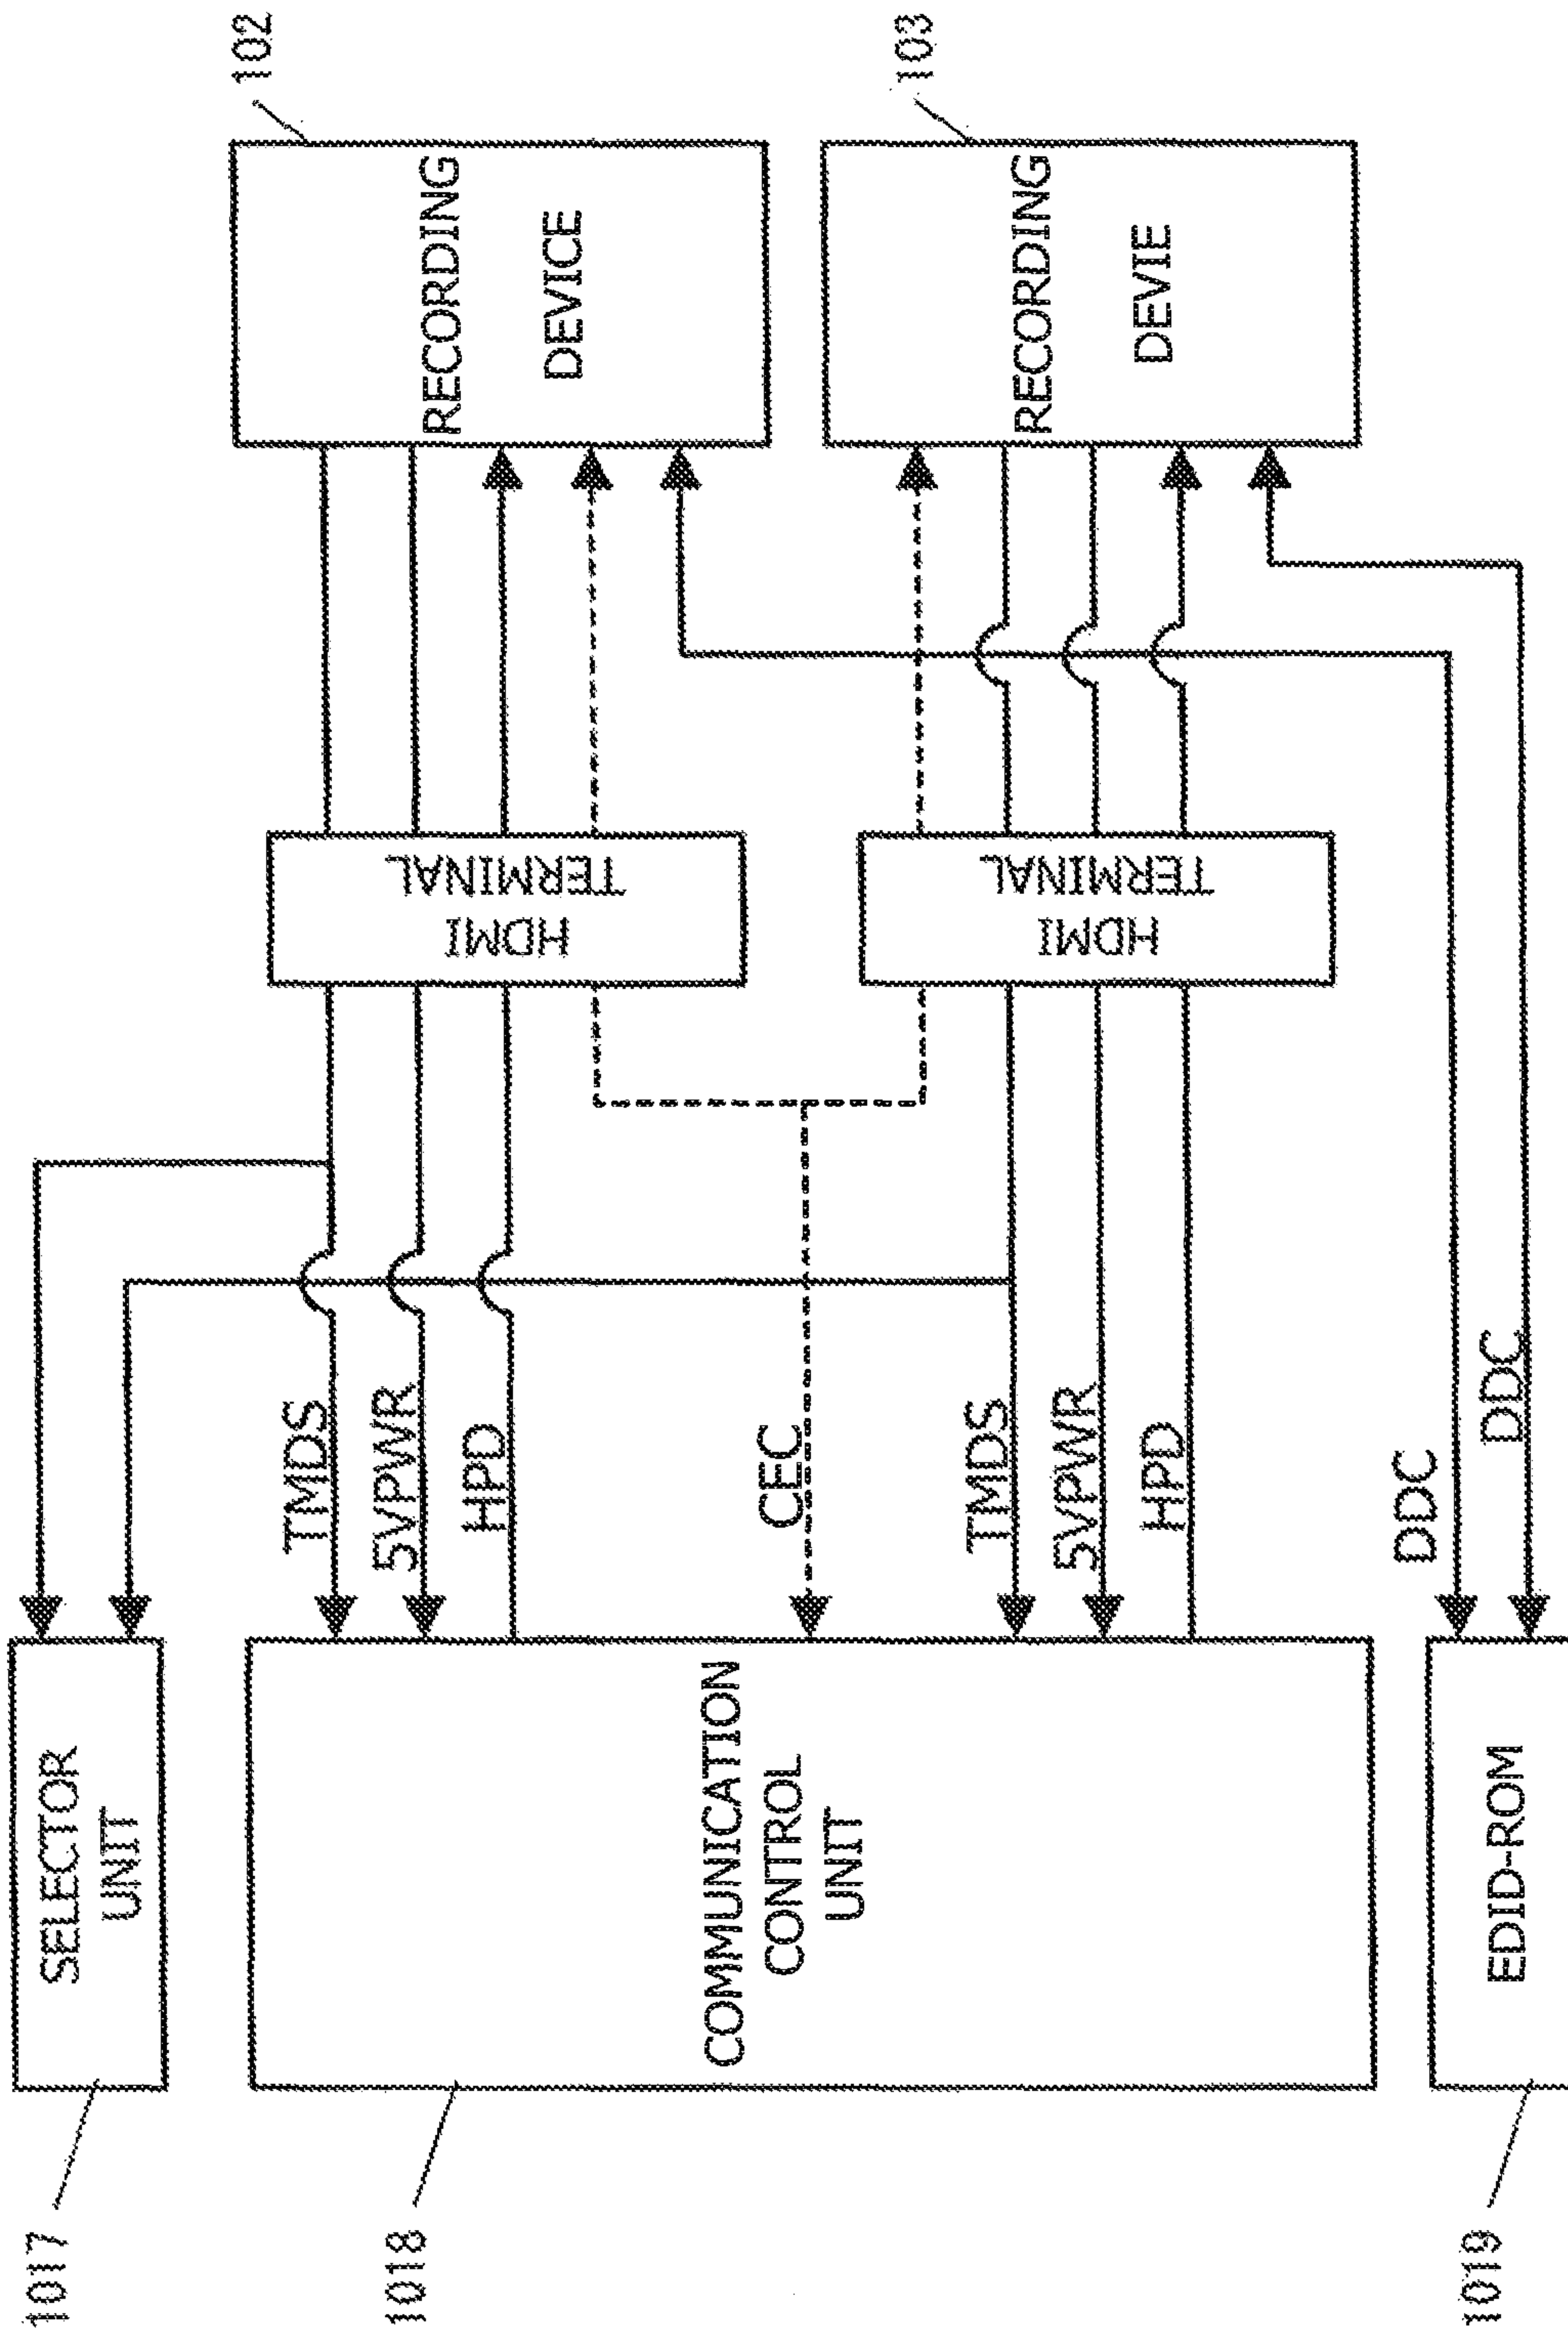 1017
SELECTOR
UNIT
1018
COMMUNICATION
CONTROL
UNIT
1019
EDID-ROM
TMDS
5VPWR
HPD
CEC
TMDS
5VPWR
HPD
DDC
DDC
HDMI
TERMINAL
HDMI
TERMINAL
102
RECORDING
DEVICE
103
RECORDING
DEVIE